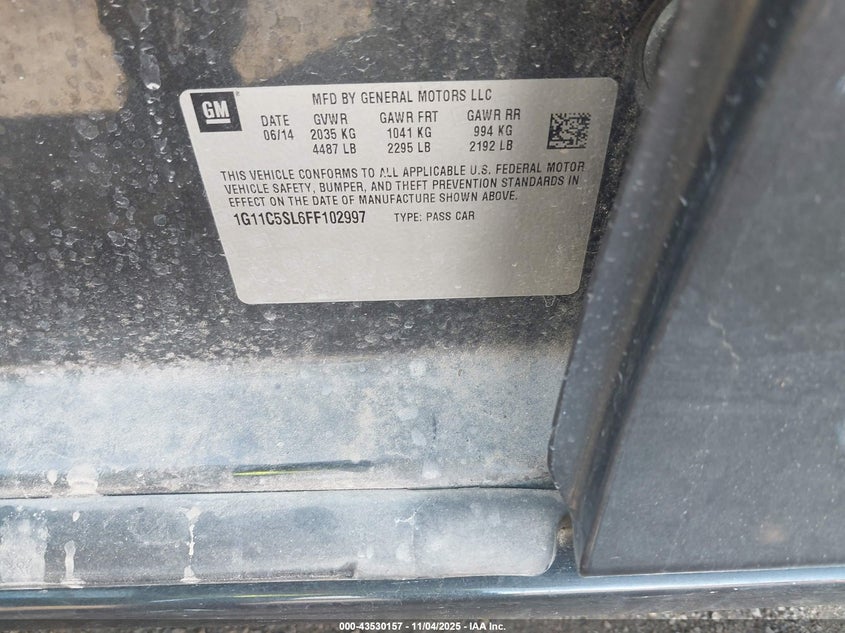 GM
MFD BY GENERAL MOTORS LLC
DATE GVWR GAWR FRT GAWR RR
06/14 2035 KG 1041 KG 994 KG
4487 LB 2295 LB 2192 LB
THIS VEHICLE CONFORMS TO ALL APPLICABLE U.S. FEDERAL MOTOR
VEHICLE SAFETY, BUMPER, AND THEFT PREVENTION STANDARDS IN
EFFECT ON THE DATE OF MANUFACTURE SHOWN ABOVE.
1G11C5SL6FF102997 TYPE: PASS CAR
000-43530157 - 11/04/2025 - IAA Inc.